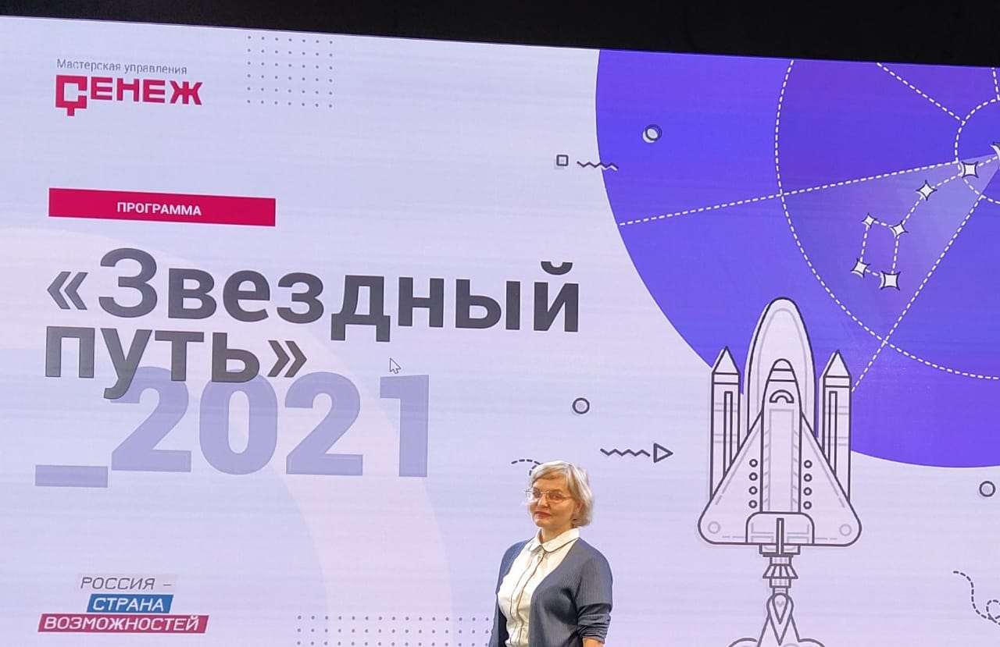 Мастерская управления
СЕНЕЖ
ПРОГРАММА
«Звездный
путь»
_2021
РОССИЯ –
СТРАНА
ВОЗМОЖНОСТЕЙ